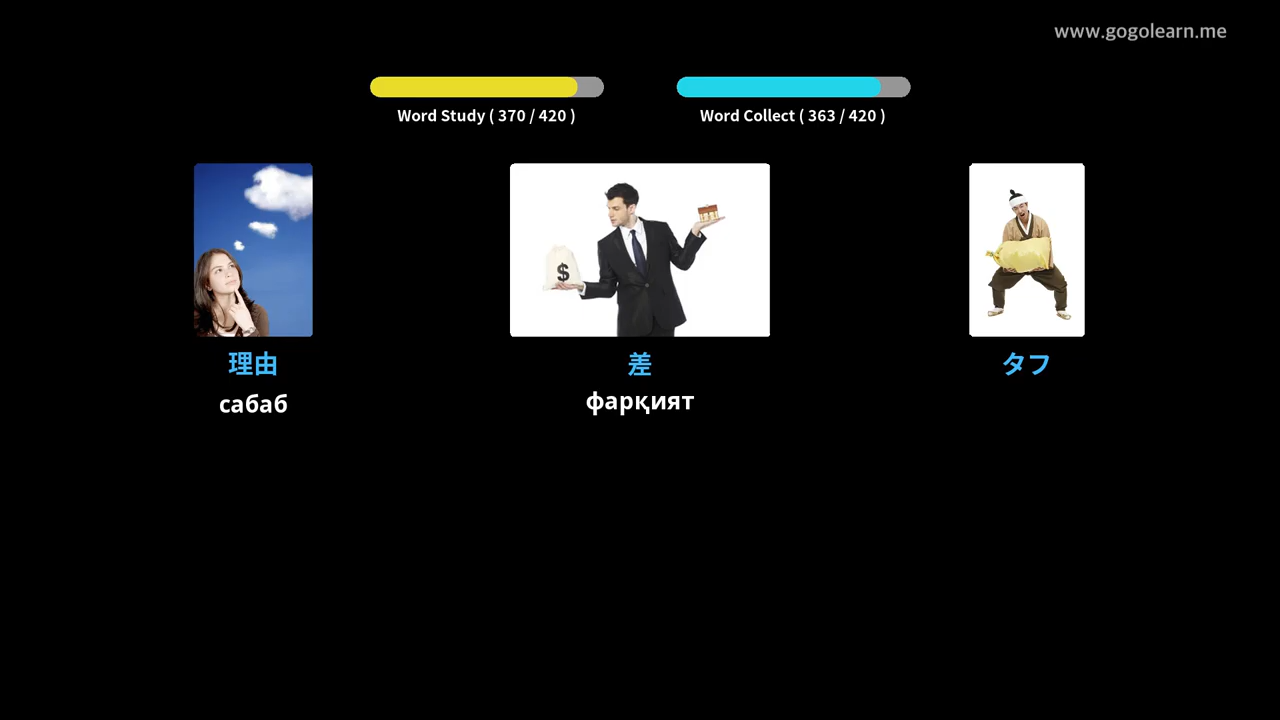 www.gogolearn.me
Word Study ( 370 / 420 )
Word Collect ( 363 / 420 )
$
理由
差
タフ
сабаб
фарқият